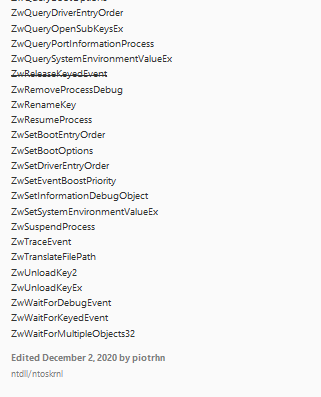 ZwQueryBootOptions
ZwQueryDriverEntryOrder
ZwQueryOpenSubKeysEx
ZwQueryPortInformationProcess
ZwQuerySystemEnvironmentValueEx
ZwReleaseKeyedEvent
ZwRemoveProcessDebug
ZwRenameKey
ZwResumeProcess
ZwSetBootEntryOrder
ZwSetBootOptions
ZwSetDriverEntryOrder
ZwSetEventBoostPriority
ZwSetInformationDebugObject
ZwSetSystemEnvironmentValueEx
ZwSuspendProcess
ZwTraceEvent
ZwTranslateFilePath
ZwUnloadKey2
ZwUnloadKeyEx
ZwWaitForDebugEvent
ZwWaitForKeyedEvent
ZwWaitForMultipleObjects32
Edited December 2, 2020 by piotrhn
ntdll/ntoskrnl